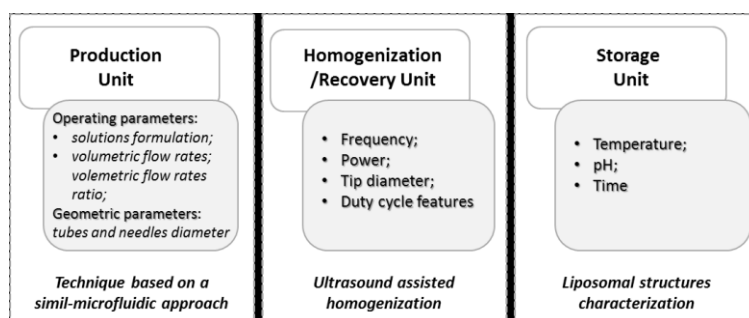 Production
Unit
Operating parameters:
• solutions formulation;
• volumetric flow rates;
volemetric flow rates
ratio;
Geometric parameters:
tubes and needles diameter
Technique based on a
simil-microfluidic approach
Homogenization
/Recovery Unit
• Frequency;
• Power;
• Tip diameter;
• Duty cycle features
Ultrasound assisted
homogenization
Storage
Unit
• Temperature;
• pH;
• Time
Liposomal structures
characterization